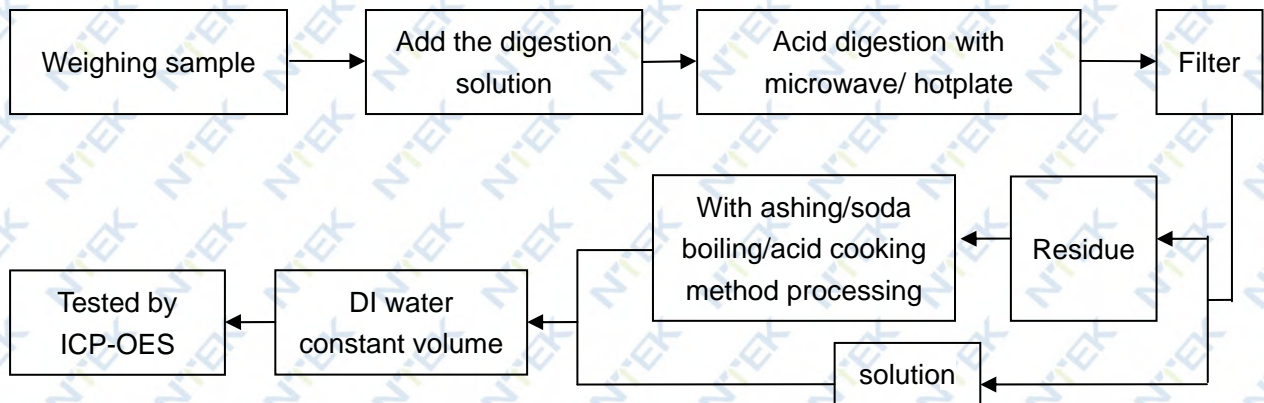 Weighing sample
Add the digestion
solution
Acid digestion with
microwave/ hotplate
Filter
With ashing/soda
boiling/acid cooking
method processing
Residue
Tested by
ICP-OES
DI water
constant volume
solution
NTEK